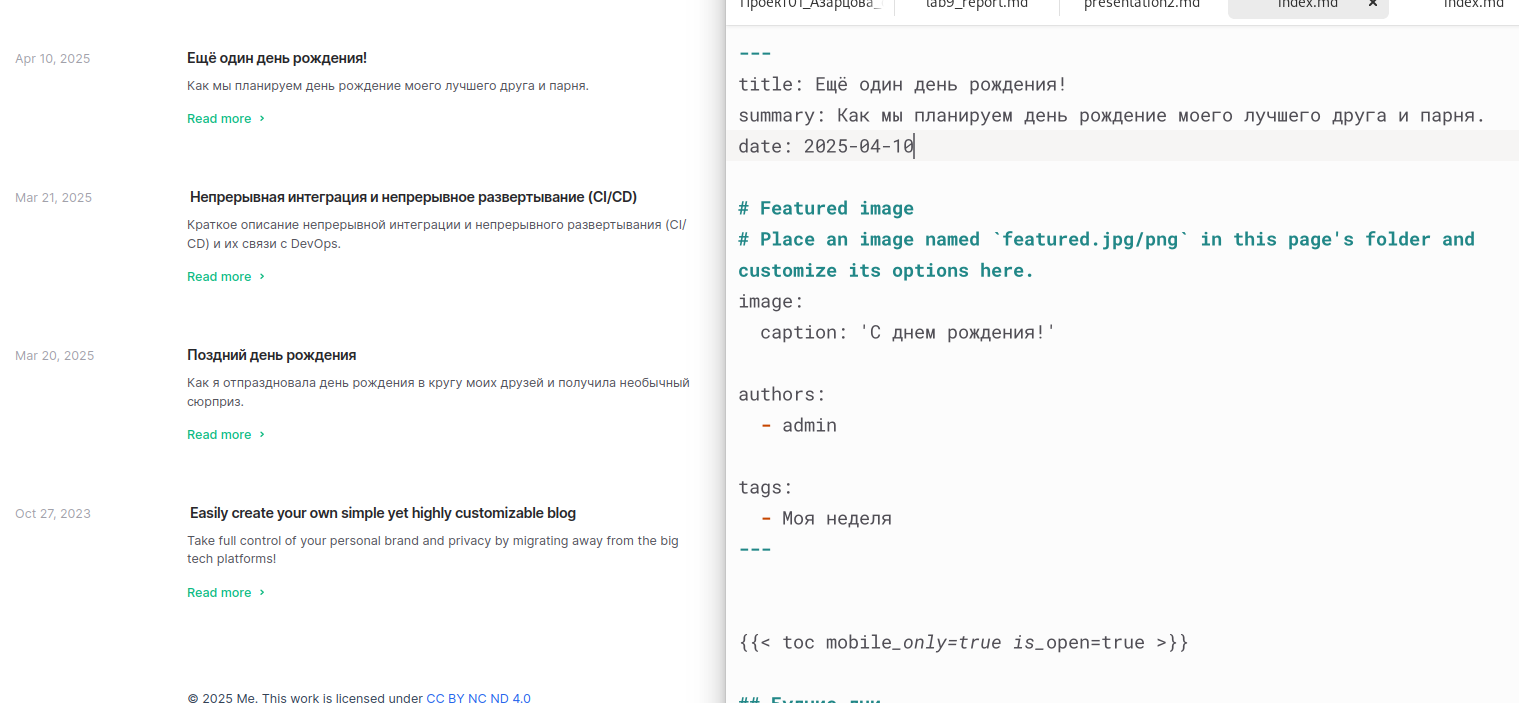 Apr 10, 2025
Ещё один день рождения!
Как мы планируем день рождение моего лучшего друга и парня.
Read more
Mar 21, 2025
Непрерывная интеграция и непрерывное развертывание (CI/CD)
Краткое описание непрерывной интеграции и непрерывного развертывания (CI/
CD) и их связи с DevOps.
Read more
Mar 20, 2025
Поздний день рождения
Как я отпраздновала день рождения в кругу моих друзей и получила необычный
сюрприз.
Read more
Oct 27, 2023
Easily create your own simple yet highly customizable blog
Take full control of your personal brand and privacy by migrating away from the big
tech platforms!
Read more
© 2025 Me. This work is licensed under CC BY NC ND 4.0
Проект01_Азарцова_
lab9_report.md
presentation2.md
index.md
index.md
---
title: Ещё один день рождения!
summary: Как мы планируем день рождение моего лучшего друга и парня.
date: 2025-04-10
# Featured image
# Place an image named `featured.jpg/png` in this page's folder and
customize its options here.
image:
caption: 'С днем рождения!'
authors:
- admin
tags:
- Моя неделя
---
{{< toc mobile_only=true is_open=true >}}
## Будние дни